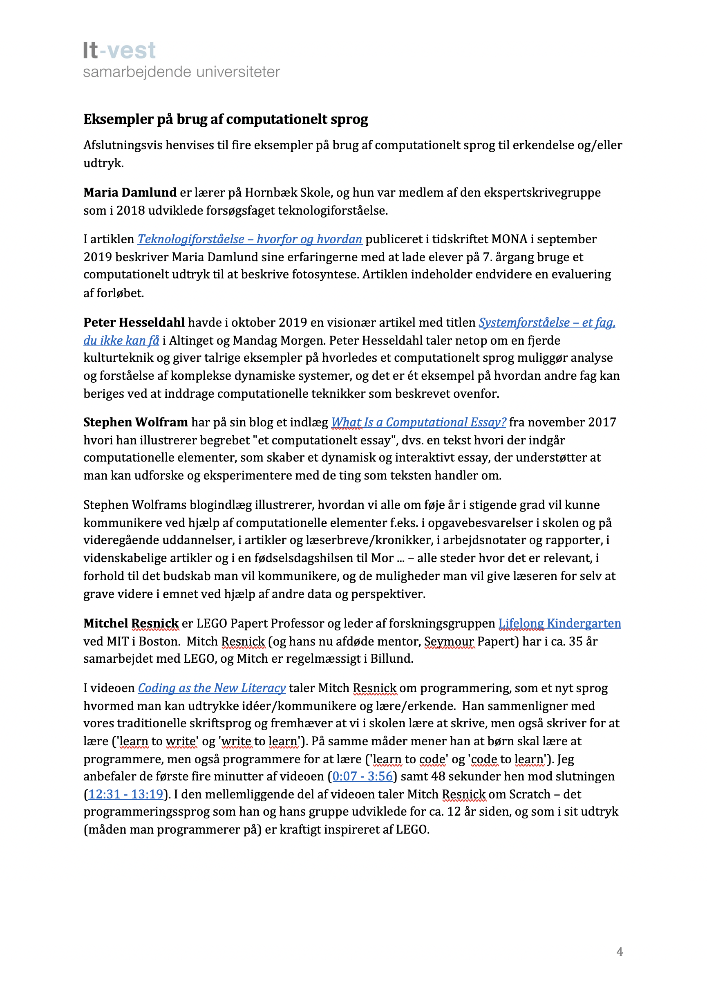 It-vest
samarbejdende universiteter
Eksempler på brug af computationelt sprog
Afslutningsvis henvises til fire eksempler på brug af computationelt sprog til erkendelse og/eller
udtryk.
Maria Damlund er lærer på Hornbæk Skole, og hun var medlem af den ekspertskrivegruppe
som i 2018 udviklede forsøgsfaget teknologiforståelse.
I artiklen Teknologiforståelse – hvorfor og hvordan publiceret i tidskriftet MONA i september
2019 beskriver Maria Damlund sine erfaringerne med at lade elever på 7. årgang bruge et
computationelt udtryk til at beskrive fotosyntese. Artiklen indeholder endvidere en evaluering
af forløbet.
Peter Hesseldahl havde i oktober 2019 en visionær artikel med titlen Systemforståelse – et fag,
du ikke kan få i Altinget og Mandag Morgen. Peter Hesseldahl taler netop om en fjerde
kulturteknik og giver talrige eksempler på hvorledes et computationelt sprog muliggør analyse
og forståelse af komplekse dynamiske systemer, og det er ét eksempel på hvordan andre fag kan
beriges ved at inddrage computationelle teknikker som beskrevet ovenfor.
Stephen Wolfram har på sin blog et indlæg What Is a Computational Essay? fra november 2017
hvori han illustrerer begrebet "et computationelt essay", dvs. en tekst hvori der indgår
computationelle elementer, som skaber et dynamisk og interaktivt essay, der understøtter at
man kan udforske og eksperimentere med de ting som teksten handler om.
Stephen Wolframs blogindlæg illustrerer, hvordan vi alle om føje år i stigende grad vil kunne
kommunikere ved hjælp af computationelle elementer f.eks. i opgavebesvarelser i skolen og på
videregående uddannelser, i artikler og læserbreve/kronikker, i arbejdsnotater og rapporter, i
videnskabelige artikler og i en fødselsdagshilsen til Mor ... – alle steder hvor det er relevant, i
forhold til det budskab man vil kommunikere, og de muligheder man vil give læseren for selv at
grave videre i emnet ved hjælp af andre data og perspektiver.
Mitchel Resnick er LEGO Papert Professor og leder af forskningsgruppen Lifelong Kindergarten
ved MIT i Boston.  Mitch Resnick (og hans nu afdøde mentor, Seymour Papert) har i ca. 35 år
samarbejdet med LEGO, og Mitch er regelmæssigt i Billund.
I videoen Coding as the New Literacy taler Mitch Resnick om programmering, som et nyt sprog
hvormed man kan udtrykke idéer/kommunikere og lære/erkende.  Han sammenligner med
vores traditionelle skriftsprog og fremhæver at vi i skolen lære at skrive, men også skriver for at
lære ('learn to write' og 'write to learn'). På samme måder mener han at børn skal lære at
programmere, men også programmere for at lære ('learn to code' og 'code to learn'). Jeg
anbefaler de første fire minutter af videoen (0:07 - 3:56) samt 48 sekunder hen mod slutningen
(12:31 - 13:19). I den mellemliggende del af videoen taler Mitch Resnick om Scratch – det
programmeringssprog som han og hans gruppe udviklede for ca. 12 år siden, og som i sit udtryk
(måden man programmerer på) er kraftigt inspireret af LEGO.
4